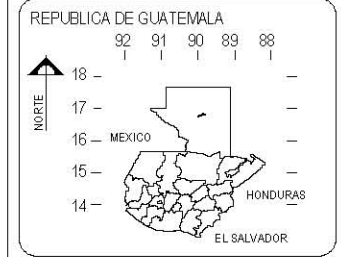 REPUBLICA DE GUATEMALA
92 91 90 89 88
18
NORTE
17
16
MEXICO
15
HONDURAS
14
EL SALVADOR